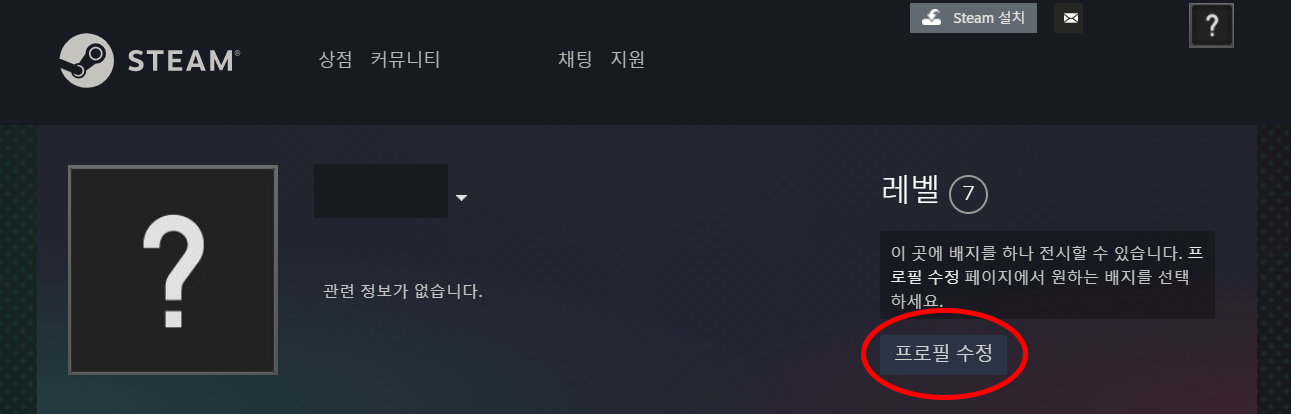 Steam 설치
STEAM®
상점 커뮤니티 채팅 지원
레벨 7
이 곳에 배지를 하나 전시할 수 있습니다. 프
로필 수정 페이지에서 원하는 배지를 선택
하세요.
관련 정보가 없습니다.
프로필 수정